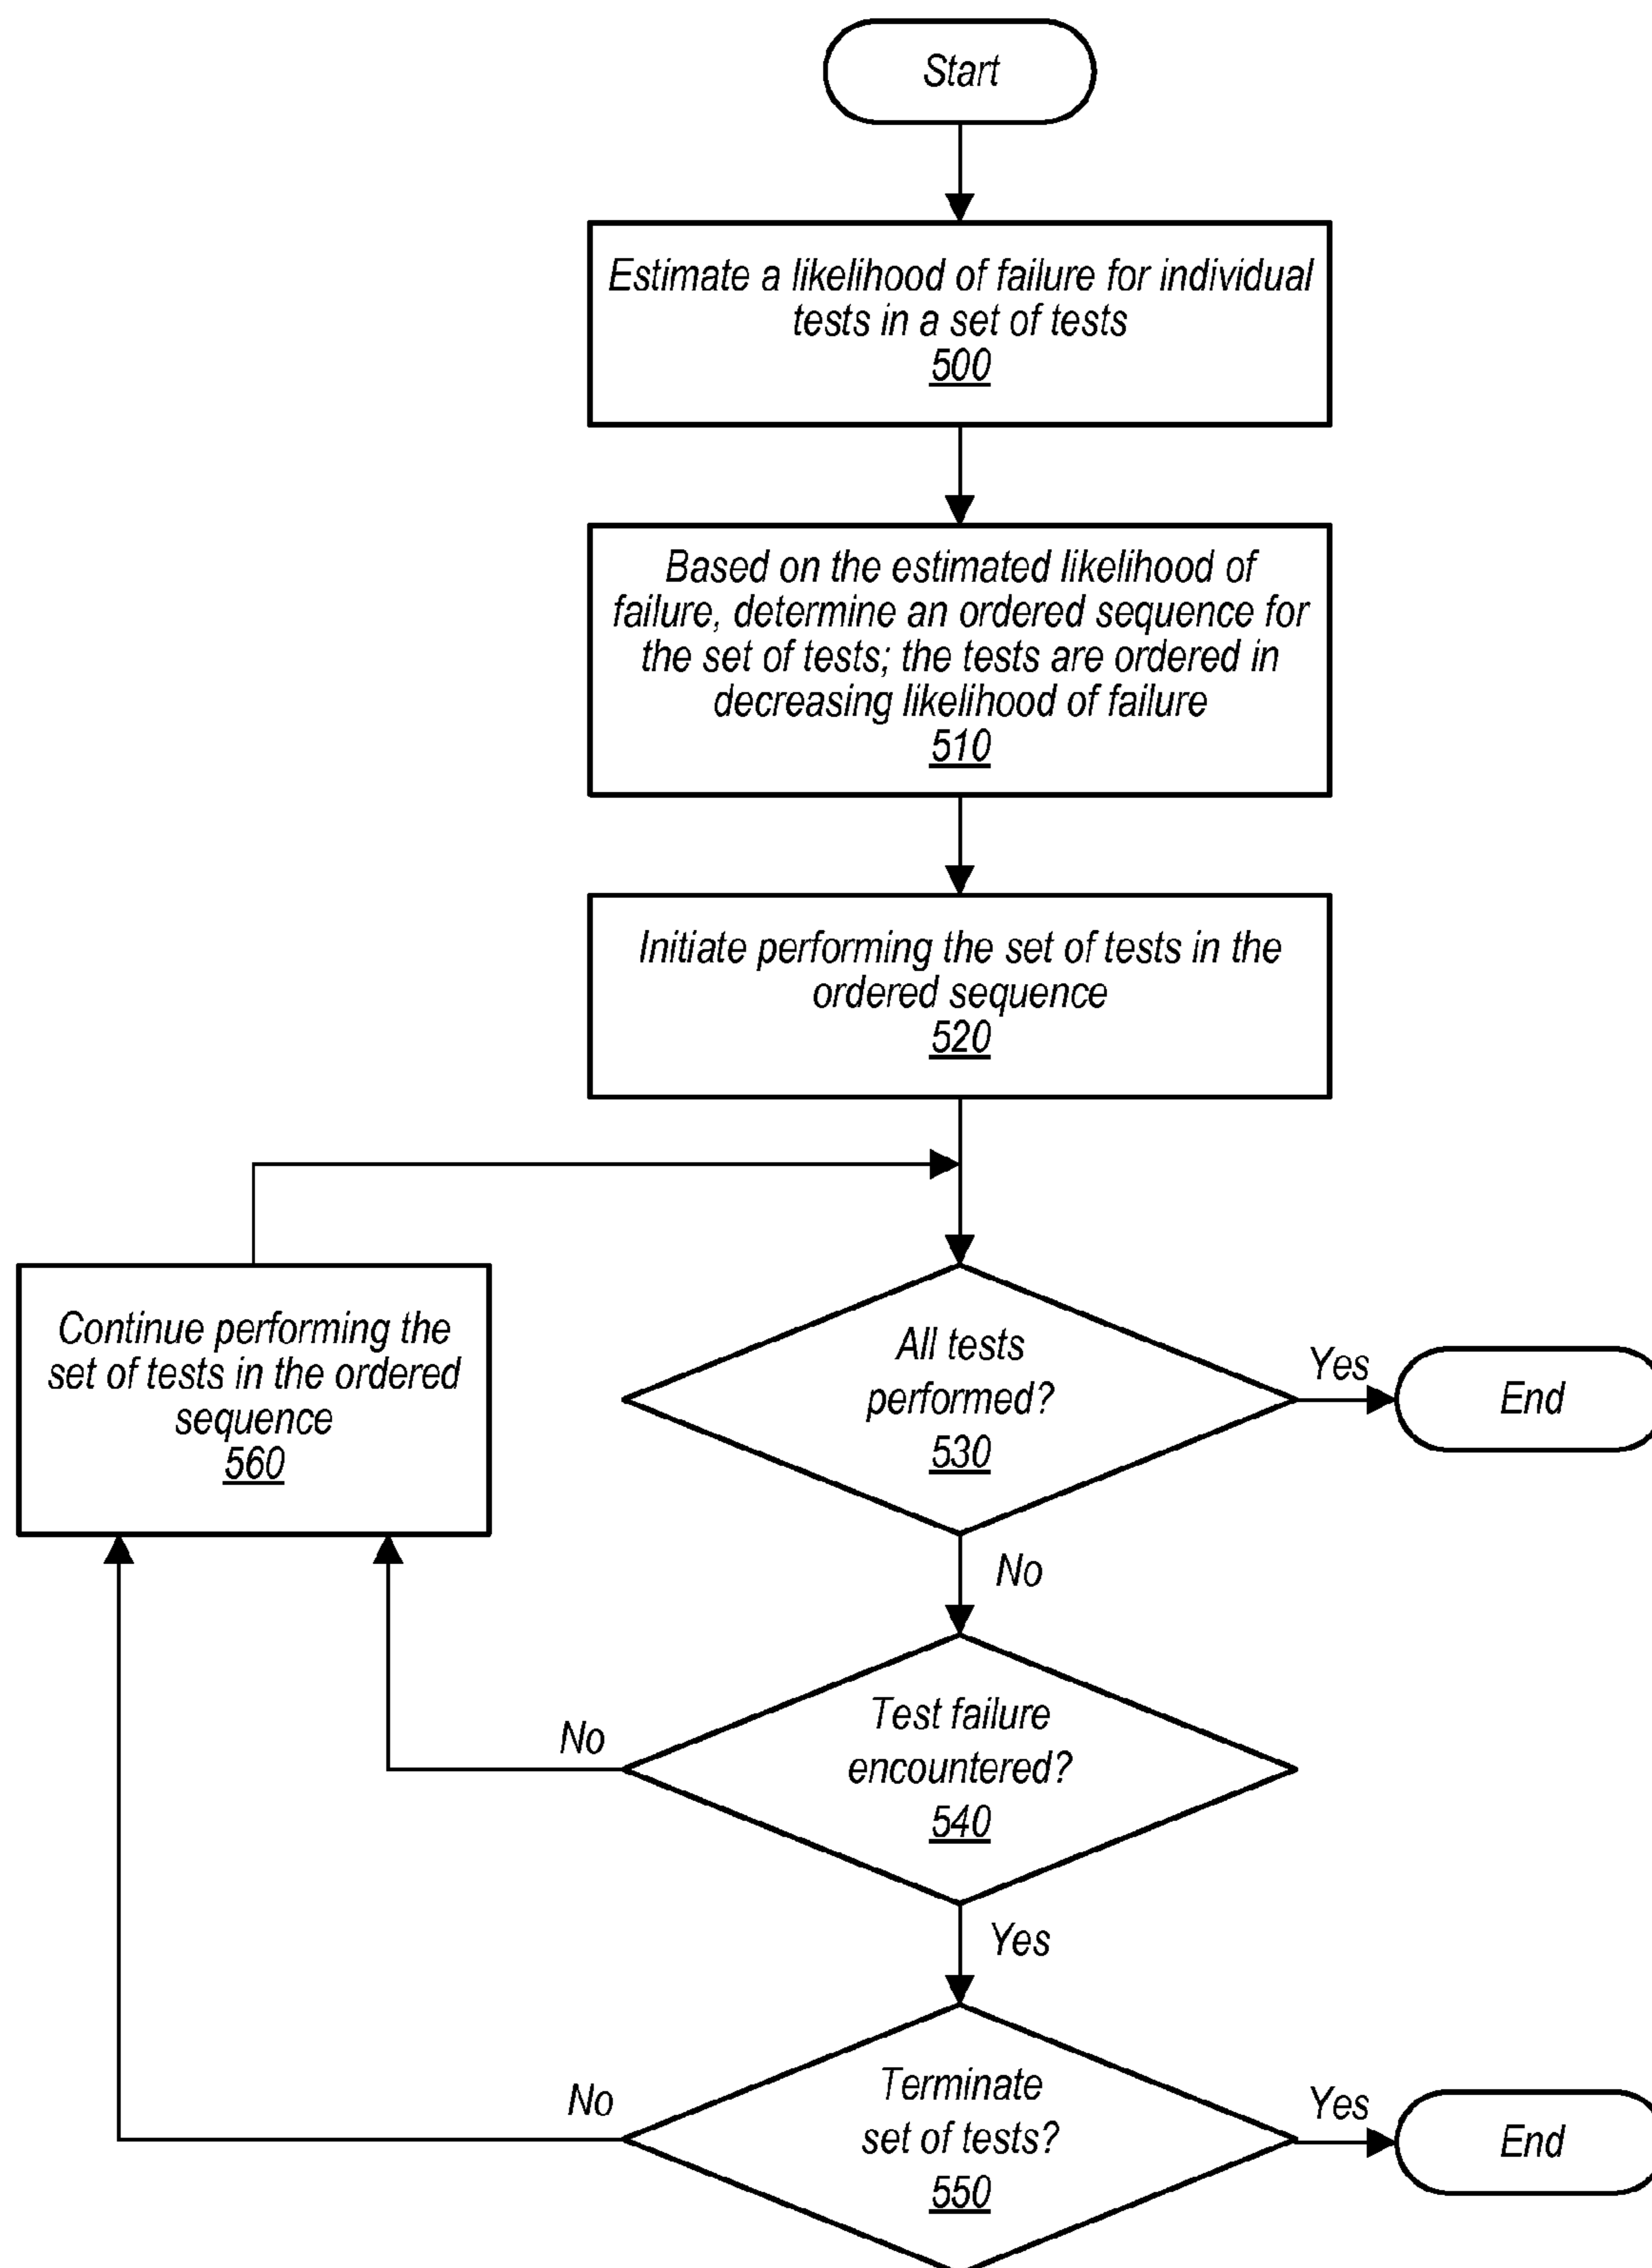 Start
Estimate a likelihood of failure for individual
tests in a set of tests
500
Based on the estimated likelihood of
failure, determine an ordered sequence for
the set of tests; the tests are ordered in
decreasing likelihood of failure
510
Initiate performing the set of tests in the
ordered sequence
520
Continue performing the
set of tests in the ordered
sequence
560
All tests
performed?
530
Yes
End
No
Test failure
encountered?
540
No
Yes
Terminate
set of tests?
550
No
Yes
End